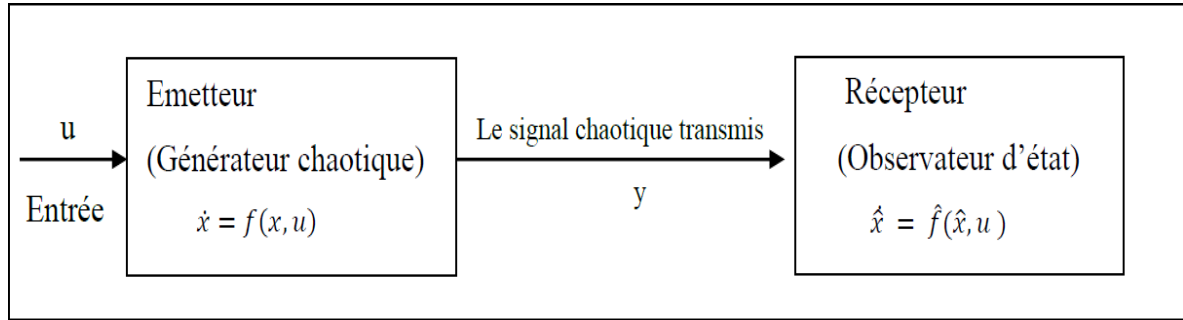 u
Entrée
Emetteur
(Générateur chaotique)
ẋ = f(x, u)
Le signal chaotique transmis
y
Récepteur
(Observateur d'état)
x̂̇ = f̂(x̂, u )